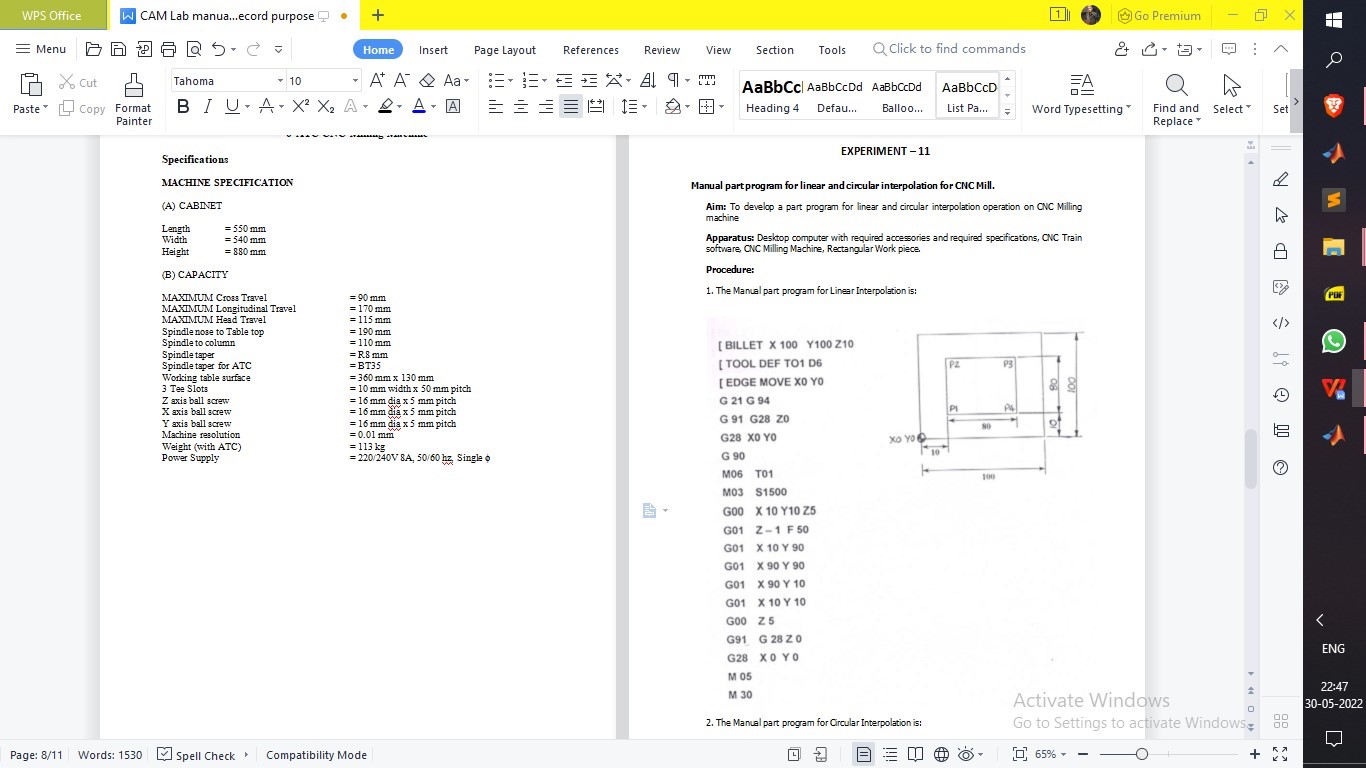 WPS Office
CAM Lab manua...ecord purpose
1
Go Premium
Menu
Home
Insert
Page Layout
References
Review
View
Section
Tools
Click to find commands
Paste
Cut
Copy
Format
Painter
Tahoma
10
AaBbCc
Heading 4
AaBbCcDd
Defau...
AaBbCcDd
Balloo...
AaBbCcD
List Pa...
Word Typesetting
Find and
Replace
Select
Set
6 ATC CNC Milling Machine
Specifications
MACHINE SPECIFICATION
(A) CABINET
Length = 550 mm
Width = 540 mm
Height = 880 mm
(B) CAPACITY
MAXIMUM Cross Travel = 90 mm
MAXIMUM Longitudinal Travel = 170 mm
MAXIMUM Head Travel = 115 mm
Spindle nose to Table top = 190 mm
Spindle to column = 110 mm
Spindle taper = R8 mm
Spindle taper for ATC = BT35
Working table surface = 360 mm x 130 mm
3 Tee Slots = 10 mm width x 50 mm pitch
Z axis ball screw = 16 mm dia x 5 mm pitch
X axis ball screw = 16 mm dia x 5 mm pitch
Y axis ball screw = 16 mm dia x 5 mm pitch
Machine resolution = 0.01 mm
Weight (with ATC) = 113 kg
Power Supply = 220/240V 8A, 50/60 hz, Single ϕ
EXPERIMENT – 11
Manual part program for linear and circular interpolation for CNC Mill.
Aim: To develop a part program for linear and circular interpolation operation on CNC Milling
machine
Apparatus: Desktop computer with required accessories and required specifications, CNC Train
software, CNC Milling Machine, Rectangular Work piece.
Procedure:
1. The Manual part program for Linear Interpolation is:
[ BILLET X 100 Y100 Z10
[ TOOL DEF TO1 D6
[ EDGE MOVE X0 Y0
G 21 G 94
G 91 G28 Z0
G28 X0 Y0
G 90
M06 T01
M03 S1500
G00 X 10 Y10 Z5
G01 Z – 1 F 50
G01 X 10 Y 90
G01 X 90 Y 90
G01 X 90 Y 10
G01 X 10 Y 10
G00 Z 5
G91 G 28 Z 0
G28 X 0 Y 0
M 05
M 30
P2 P3
P1 P4
80
80
100
10
X0 Y0
10
100
2. The Manual part program for Circular Interpolation is:
Activate Windows
Go to Settings to activate Windows.
Page: 8/11
Words: 1530
Spell Check
Compatibility Mode
65%
PDF
ENG
22:47
30-05-2022